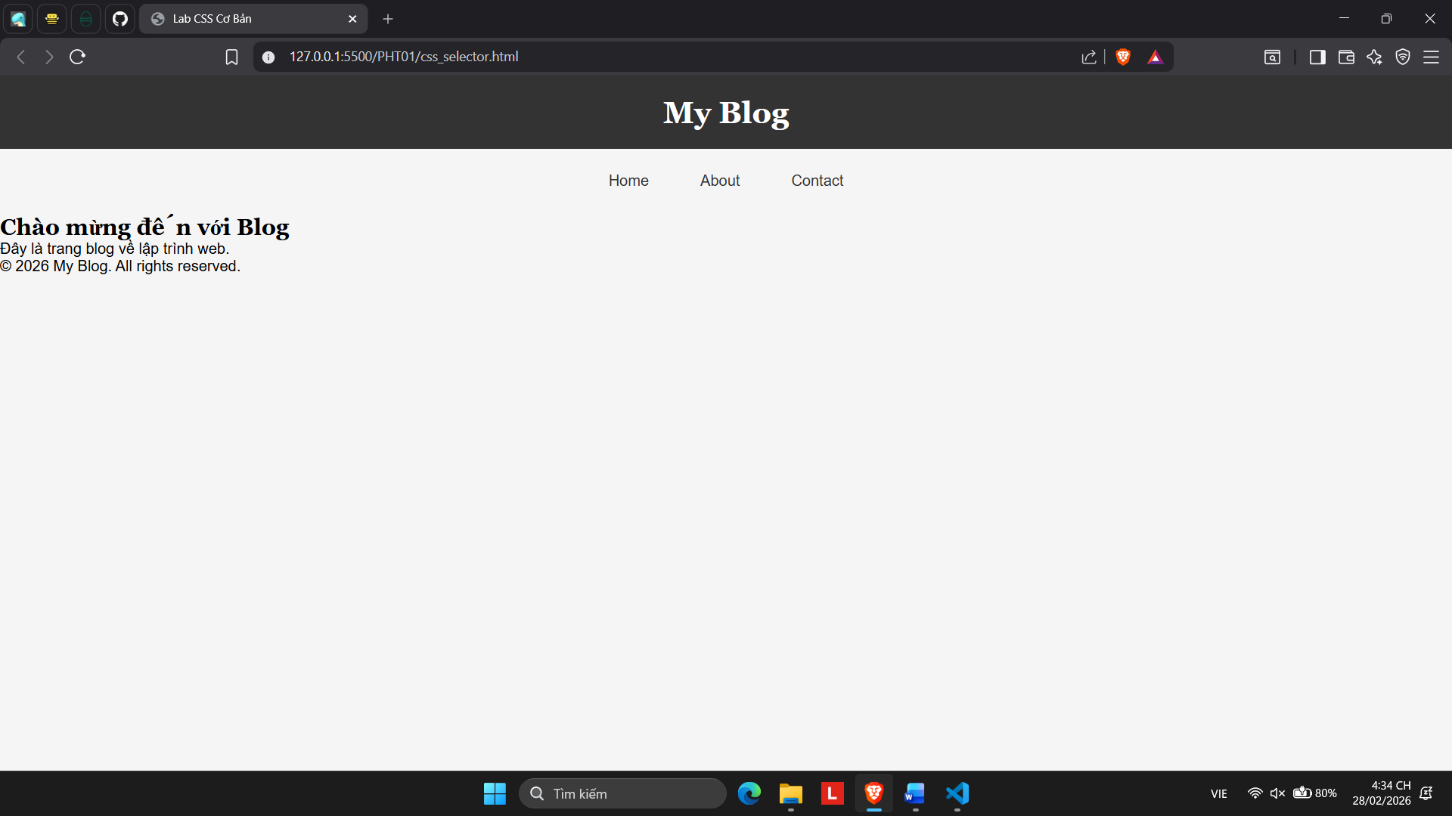 Lab CSS Cơ Bản
127.0.0.1:5500/PHT01/css_selector.html
My Blog
Home About Contact
Chào mừng đến với Blog
Đây là trang blog về lập trình web.
© 2026 My Blog. All rights reserved.
Tìm kiếm
L
W
VIE
80%
4:34 CH
28/02/2026